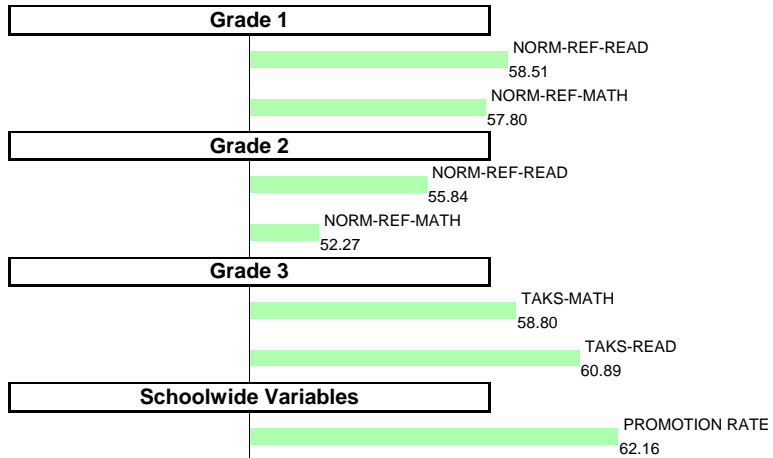 Grade 1
NORM-REF-READ
58.51
NORM-REF-MATH
57.80
Grade 2
NORM-REF-READ
55.84
NORM-REF-MATH
52.27
Grade 3
TAKS-MATH
58.80
TAKS-READ
60.89
Schoolwide Variables
PROMOTION RATE
62.16